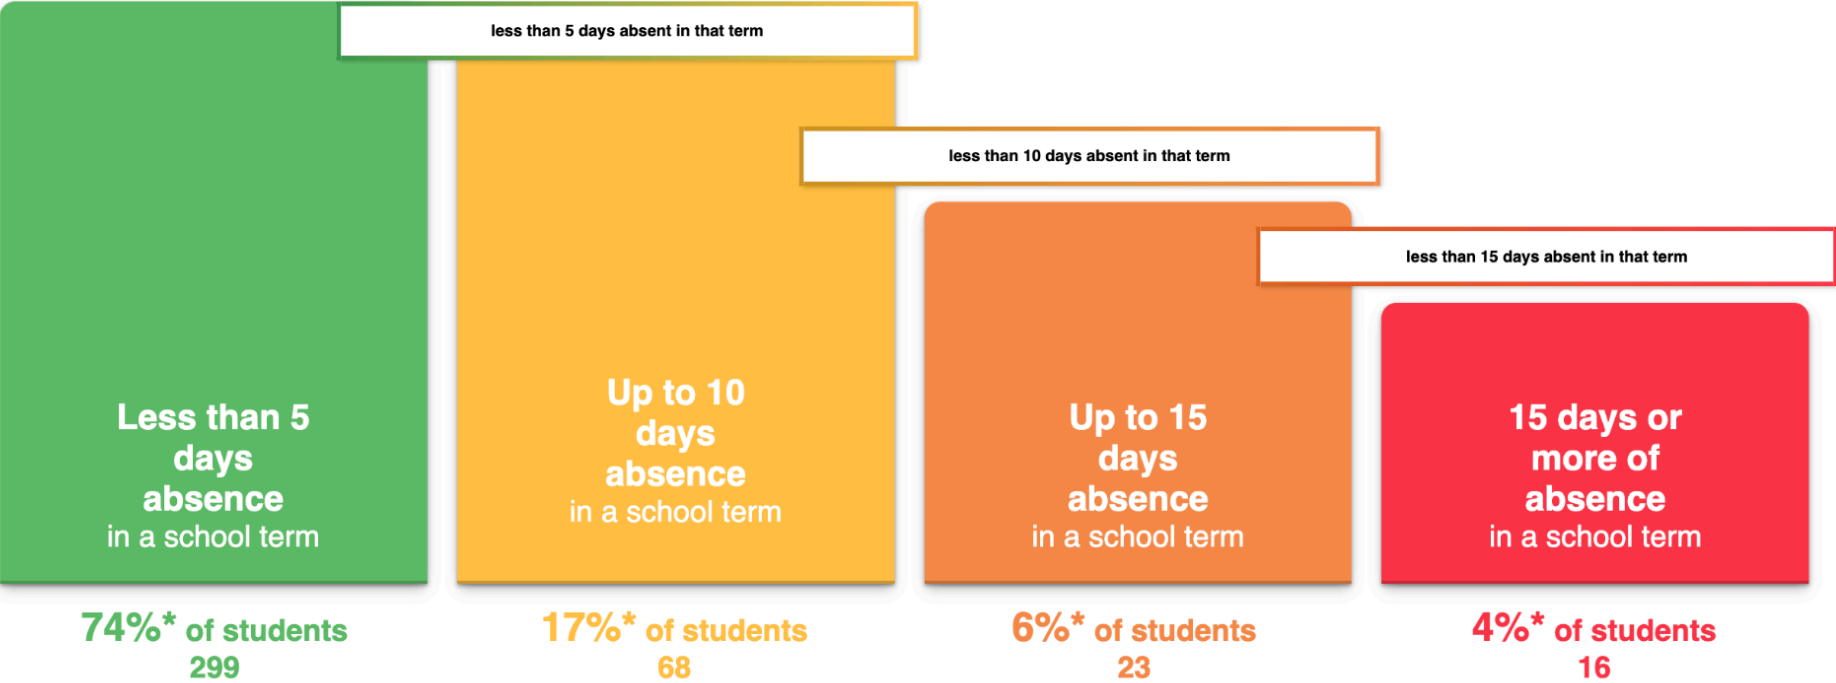 less than 5 days absent in that term
less than 10 days absent in that term
less than 15 days absent in that term
Less than 5
days
absence
in a school term
Up to 10
days
absence
in a school term
Up to 15
days
absence
in a school term
15 days or
more of
absence
in a school term
74%* of students
299
17%* of students
68
6%* of students
23
4%* of students
16